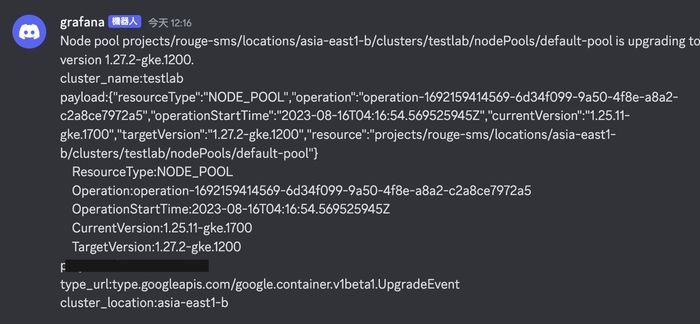 grafana 機器人 今天 12:16
Node pool projects/rouge-sms/locations/asia-east1-b/clusters/testlab/nodePools/default-pool is upgrading to
version 1.27.2-gke.1200.
cluster_name:testlab
payload:{"resourceType":"NODE_POOL","operation":"operation-1692159414569-6d34f099-9a50-4f8e-a8a2-
c2a8ce7972a5","operationStartTime":"2023-08-16T04:16:54.569525945Z","currentVersion":"1.25.11-
gke.1700","targetVersion":"1.27.2-gke.1200","resource":"projects/rouge-sms/locations/asia-east1-
b/clusters/testlab/nodePools/default-pool"}
ResourceType:NODE_POOL
Operation:operation-1692159414569-6d34f099-9a50-4f8e-a8a2-c2a8ce7972a5
OperationStartTime:2023-08-16T04:16:54.569525945Z
CurrentVersion:1.25.11-gke.1700
TargetVersion:1.27.2-gke.1200
type_url:type.googleapis.com/google.container.v1beta1.UpgradeEvent
cluster_location:asia-east1-b